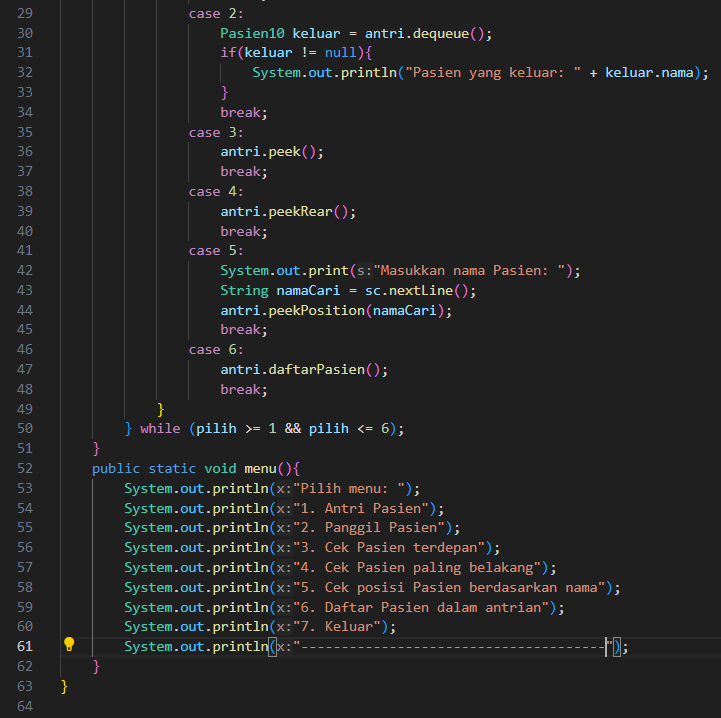 29 case 2:
30 Pasien10 keluar = antri.dequeue();
31 if(keluar != null){
32 System.out.println("Pasien yang keluar: " + keluar.nama);
33 }
34 break;
35 case 3:
36 antri.peek();
37 break;
38 case 4:
39 antri.peekRear();
40 break;
41 case 5:
42 System.out.print(s:"Masukkan nama Pasien: ");
43 String namaCari = sc.nextLine();
44 antri.peekPosition(namaCari);
45 break;
46 case 6:
47 antri.daftarPasien();
48 break;
49 }
50 } while (pilih >= 1 && pilih <= 6);
51 }
52 public static void menu(){
53 System.out.println(x:"Pilih menu: ");
54 System.out.println(x:"1. Antri Pasien");
55 System.out.println(x:"2. Panggil Pasien");
56 System.out.println(x:"3. Cek Pasien terdepan");
57 System.out.println(x:"4. Cek Pasien paling belakang");
58 System.out.println(x:"5. Cek posisi Pasien berdasarkan nama");
59 System.out.println(x:"6. Daftar Pasien dalam antrian");
60 System.out.println(x:"7. Keluar");
61 System.out.println(x:"--------------------------------------");
62 }
63 }
64